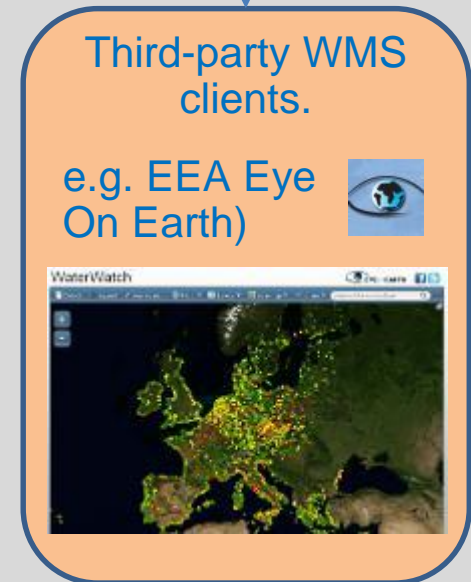 Third-party WMS
clients.
e.g. EEA Eye
On Earth)
WaterWatch